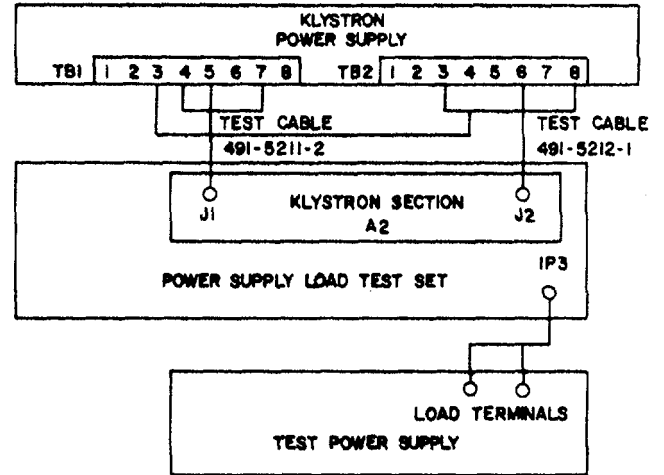 KLYSTRON
POWER SUPPLY
TB1 1 2 3 4 5 6 7 8 TB2 1 2 3 4 5 6 7 8
TEST CABLE
491-5211-2
TEST CABLE
491-5212-1
J1
KLYSTRON SECTION
A2
J2
1P3
POWER SUPPLY LOAD TEST SET
LOAD TERMINALS
TEST POWER SUPPLY